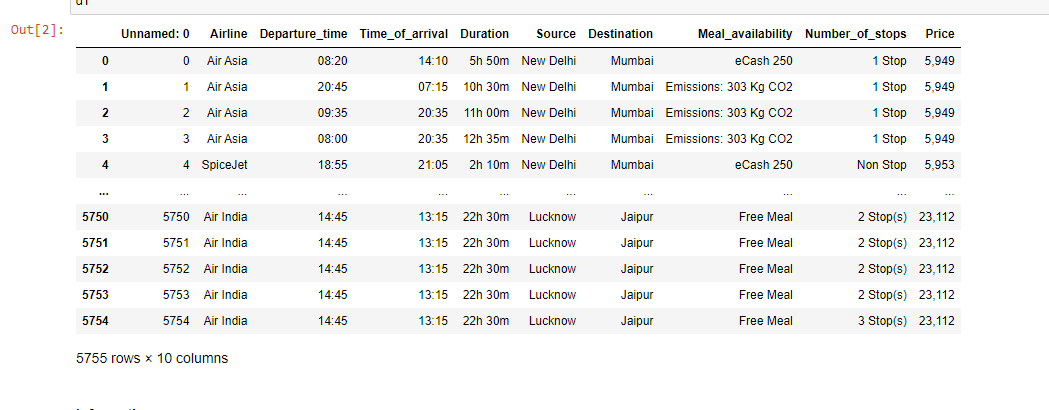 df
Out[2]:
Unnamed: 0 Airline Departure_time Time_of_arrival Duration Source Destination Meal_availability Number_of_stops Price
0 0 Air Asia 08:20 14:10 5h 50m New Delhi Mumbai eCash 250 1 Stop 5,949
1 1 Air Asia 20:45 07:15 10h 30m New Delhi Mumbai Emissions: 303 Kg CO2 1 Stop 5,949
2 2 Air Asia 09:35 20:35 11h 00m New Delhi Mumbai Emissions: 303 Kg CO2 1 Stop 5,949
3 3 Air Asia 08:00 20:35 12h 35m New Delhi Mumbai Emissions: 303 Kg CO2 1 Stop 5,949
4 4 SpiceJet 18:55 21:05 2h 10m New Delhi Mumbai eCash 250 Non Stop 5,953
... ... ... ... ... ... ... ... ... ... ...
5750 5750 Air India 14:45 13:15 22h 30m Lucknow Jaipur Free Meal 2 Stop(s) 23,112
5751 5751 Air India 14:45 13:15 22h 30m Lucknow Jaipur Free Meal 2 Stop(s) 23,112
5752 5752 Air India 14:45 13:15 22h 30m Lucknow Jaipur Free Meal 2 Stop(s) 23,112
5753 5753 Air India 14:45 13:15 22h 30m Lucknow Jaipur Free Meal 2 Stop(s) 23,112
5754 5754 Air India 14:45 13:15 22h 30m Lucknow Jaipur Free Meal 3 Stop(s) 23,112
5755 rows × 10 columns